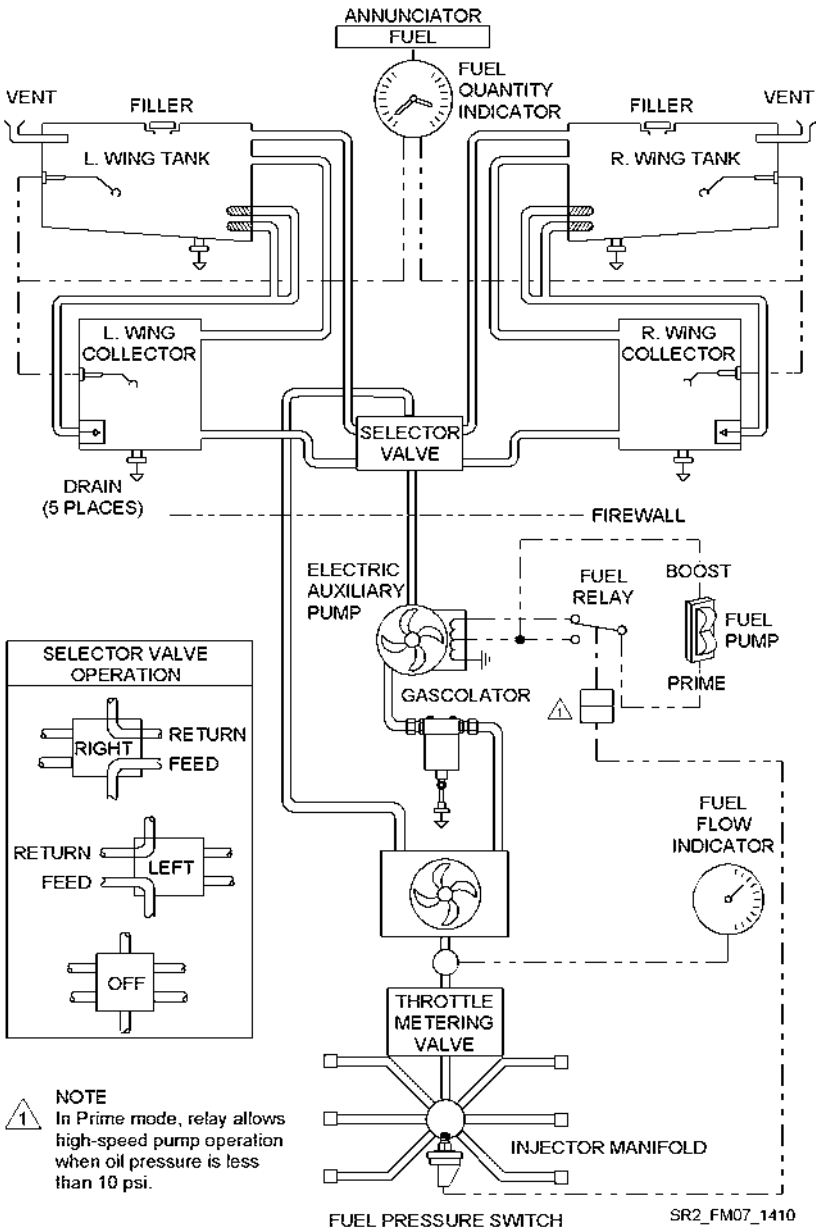 ANNUNCIATOR
FUEL
FUEL
QUANTITY
INDICATOR
VENT
FILLER
L. WING TANK
FILLER
VENT
R. WING TANK
L. WING
COLLECTOR
R. WING
COLLECTOR
SELECTOR
VALVE
DRAIN
(5 PLACES)
FIREWALL
ELECTRIC
AUXILIARY
PUMP
FUEL
RELAY
BOOST
FUEL
PUMP
PRIME
SELECTOR VALVE
OPERATION
RIGHT
RETURN
FEED
RETURN
FEED
LEFT
OFF
GASCOLATOR
1
FUEL
FLOW
INDICATOR
THROTTLE
METERING
VALVE
1
NOTE
In Prime mode, relay allows
high-speed pump operation
when oil pressure is less
than 10 psi.
INJECTOR MANIFOLD
FUEL PRESSURE SWITCH
SR2_FM07_1410